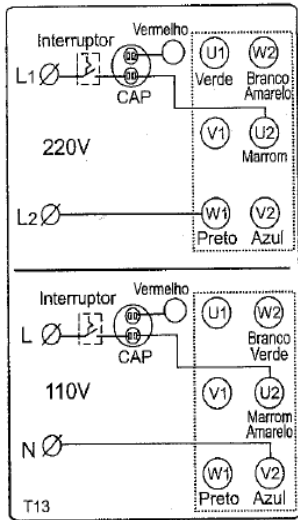 Interruptor
Vermelho
L1
CAP
U1 W2
Verde Branco
Amarelo
220V
V1 U2
Marrom
L2
W1 V2
Preto Azul
Interruptor
Vermelho
L
CAP
U1 W2
Branco
Verde
110V
V1 U2
Marrom
Amarelo
N
W1 V2
Preto Azul
T13